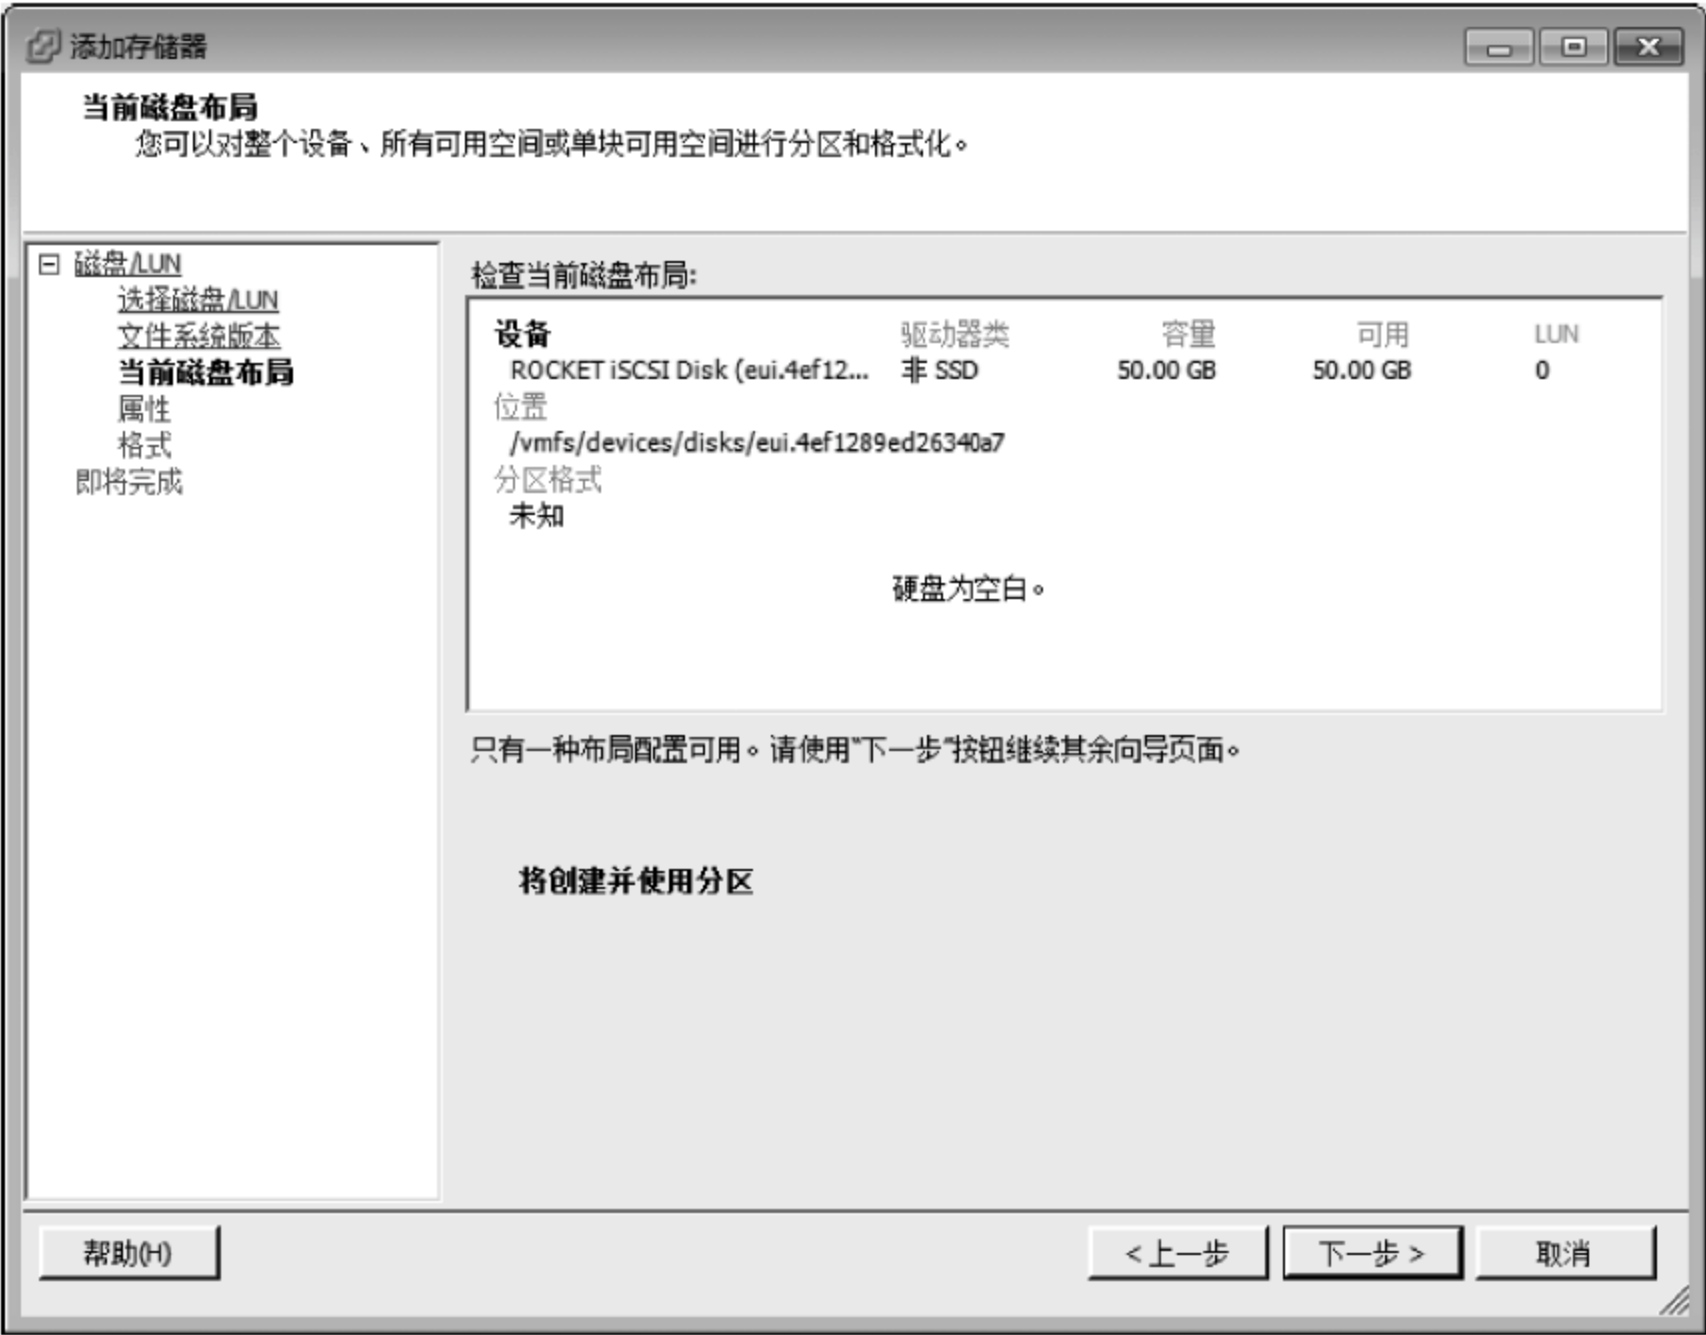 添加存储器
当前磁盘布局
您可以对整个设备、所有可用空间或单块可用空间进行分区和格式化。
磁盘/LUN
选择磁盘/LUN
文件系统版本
当前磁盘布局
属性
格式
即将完成
检查当前磁盘布局:
设备 驱动器类 容量 可用 LUN
ROCKET iSCSI Disk (eui.4ef12... 非 SSD 50.00 GB 50.00 GB 0
位置
/vmfs/devices/disks/eui.4ef1289ed26340a7
分区格式
未知
硬盘为空白。
只有一种布局配置可用。请使用"下一步"按钮继续其余向导页面。
将创建并使用分区
帮助(H) < 上一步 下一步 > 取消